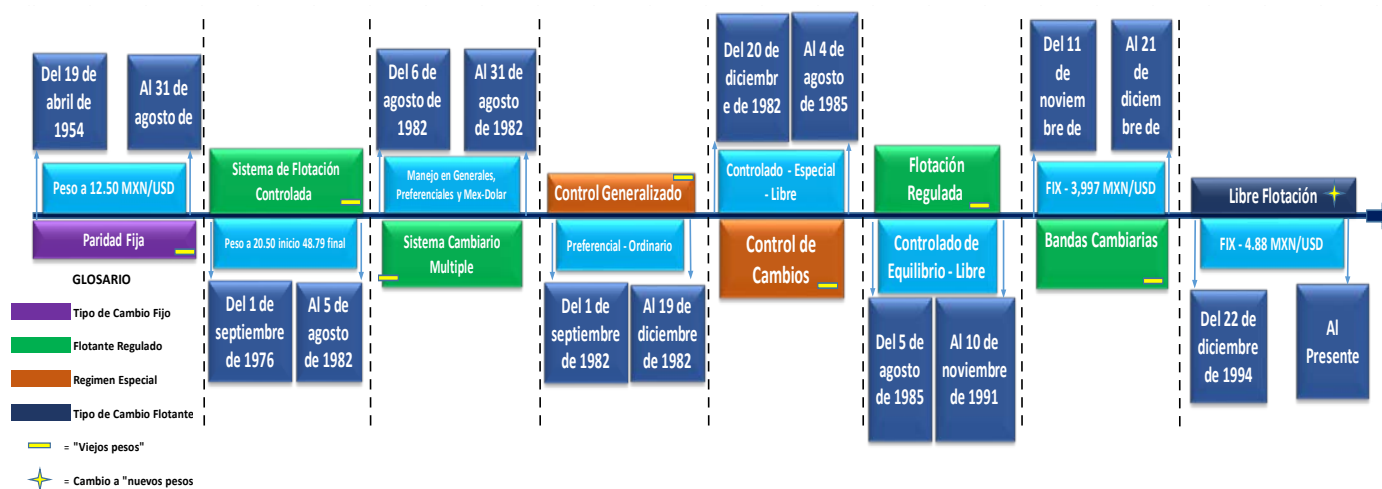 Del 19 de
abril de
1954
Al 31 de
agosto de
Peso a 12.50 MXN/USD
Paridad Fija
Sistema de Flotación
Controlada
Peso a 20.50 inicio 48.79 final
Del 1 de
septiembre
de 1976
Al 5 de
agosto de
1982
Del 6 de
agosto de
1982
Al 31 de
agosto
de 1982
Manejo en Generales,
Preferenciales y Mex-Dolar
Sistema Cambiario
Multiple
Control Generalizado
Preferencial - Ordinario
Del 1 de
septiembre
de 1982
Al 19 de
diciembre
de 1982
Del 20 de
diciembr
e de 1982
Al 4 de
agosto
de 1985
Controlado - Especial
- Libre
Control de
Cambios
Flotación
Regulada
Controlado de
Equilibrio - Libre
Del 5 de
agosto
de 1985
Al 10 de
noviembre
de 1991
Del 11
de
noviem
bre de
Al 21
de
diciem
bre de
FIX - 3,997 MXN/USD
Bandas Cambiarias
Libre Flotación
FIX - 4.88 MXN/USD
Del 22 de
diciembre
de 1994
Al
Presente
GLOSARIO
Tipo de Cambio Fijo
Flotante Regulado
Regimen Especial
Tipo de Cambio Flotante
= "Viejos pesos"
= Cambio a "nuevos pesos